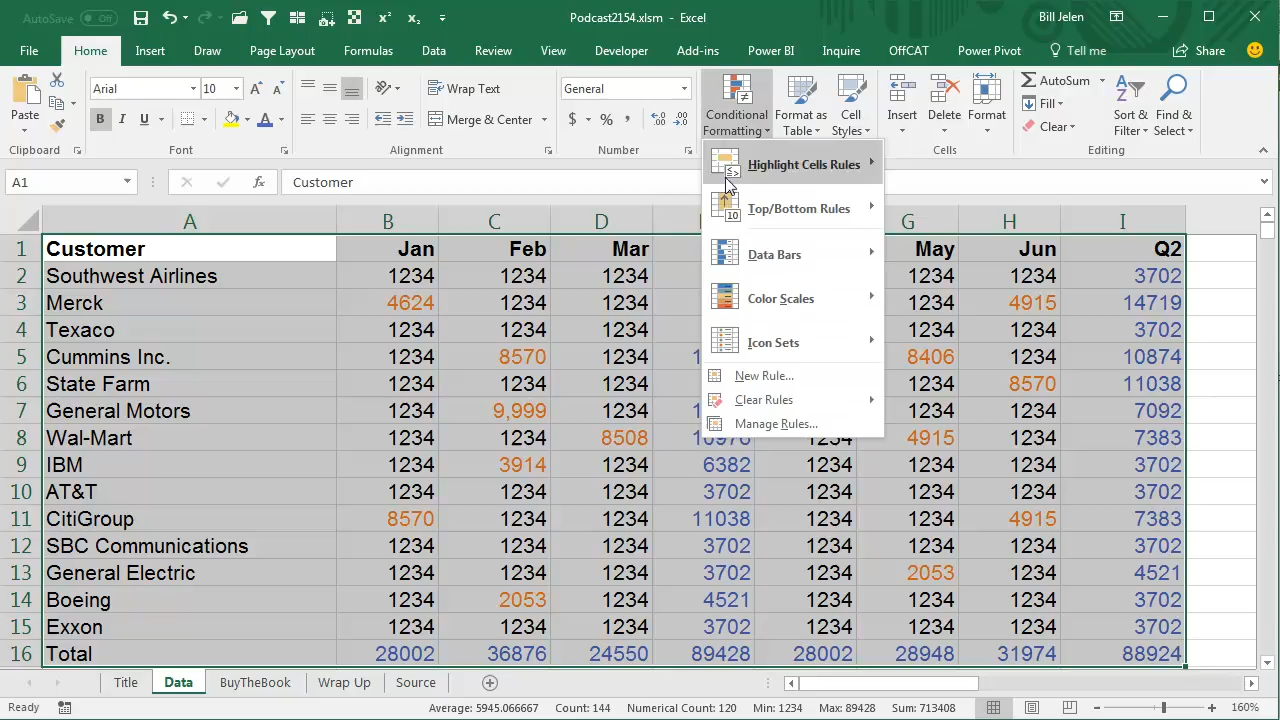 AutoSave Off Podcast2154.xlsm - Excel Bill Jelen
File Home Insert Draw Page Layout Formulas Data Review View Developer Add-ins Power BI Inquire OffCAT Power Pivot Tell me Share
Paste Arial 10 Wrap Text General Conditional Formatting Format as Table Cell Styles Insert Delete Format AutoSum Sort & Filter Find & Select
B I U Merge & Center $ % , Fill
Clear
Clipboard Font Alignment Number Cells Editing
A1 fx Customer
Highlight Cells Rules
Top/Bottom Rules
Data Bars
Color Scales
Icon Sets
New Rule...
Clear Rules
Manage Rules...
A B C D G H I
1 Customer Jan Feb Mar May Jun Q2
2 Southwest Airlines 1234 1234 1234 1234 1234 3702
3 Merck 4624 1234 1234 1234 4915 14719
4 Texaco 1234 1234 1234 1234 1234 3702
5 Cummins Inc. 1234 8570 1234 8406 1234 10874
6 State Farm 1234 1234 1234 1234 8570 11038
7 General Motors 1234 9,999 1234 1234 1234 7092
8 Wal-Mart 1234 1234 8508 10976 1234 4915 1234 7383
9 IBM 1234 3914 1234 6382 1234 1234 1234 3702
10 AT&T 1234 1234 1234 3702 1234 1234 1234 3702
11 CitiGroup 8570 1234 1234 11038 1234 1234 4915 7383
12 SBC Communications 1234 1234 1234 3702 1234 1234 1234 3702
13 General Electric 1234 1234 1234 3702 1234 2053 1234 4521
14 Boeing 1234 2053 1234 4521 1234 1234 1234 3702
15 Exxon 1234 1234 1234 3702 1234 1234 1234 3702
16 Total 28002 36876 24550 89428 28002 28948 31974 88924
Title Data BuyTheBook Wrap Up Source
Ready Average: 5945.066667 Count: 144 Numerical Count: 120 Min: 1234 Max: 89428 Sum: 713408 160%